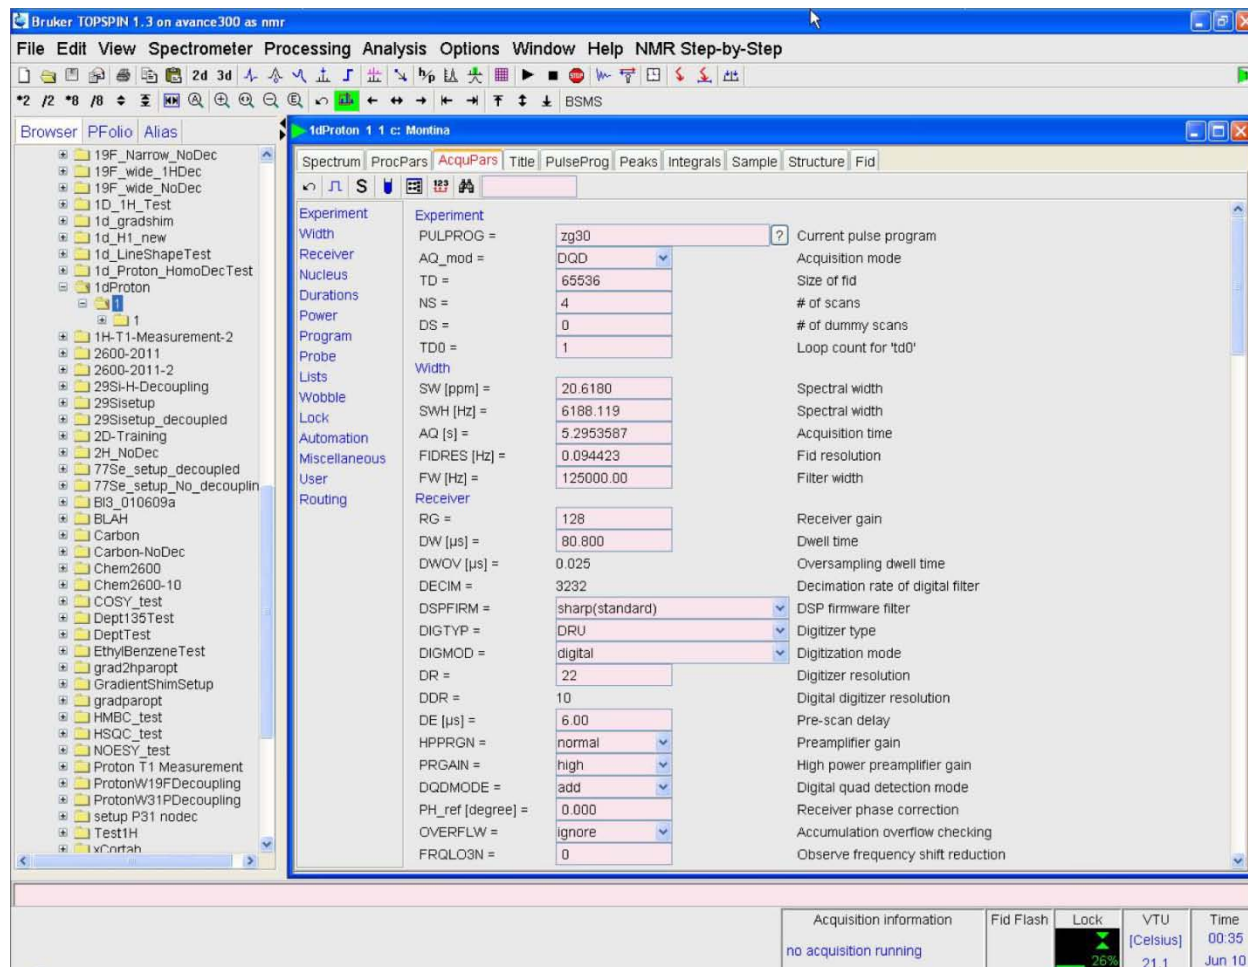 Bruker TOPSPIN 1.3 on avance300 as nmr
File Edit View Spectrometer Processing Analysis Options Window Help NMR Step-by-Step
2d 3d
*2 /2 *8 /8 BSMS
Browser PFolio Alias
19F_Narrow_NoDec
19F_wide_1HDec
19F_wide_NoDec
1D_1H_Test
1d_gradshim
1d_H1_new
1d_LineShapeTest
1d_Proton_HomoDecTest
1dProton
1
1
1H-T1-Measurement-2
2600-2011
2600-2011-2
29Si-H-Decoupling
29Sisetup
29Sisetup_decoupled
2D-Training
2H_NoDec
77Se_setup_decoupled
77Se_setup_No_decouplin
BI3_010609a
BLAH
Carbon
Carbon-NoDec
Chem2600
Chem2600-10
COSY_test
Dept135Test
DeptTest
EthylBenzeneTest
grad2hparopt
GradientShimSetup
gradparopt
HMBC_test
HSQC_test
NOESY_test
Proton T1 Measurement
ProtonW19FDecoupling
ProtonW31PDecoupling
setup P31 nodec
Test1H
xCortab
1dProton 1 1 c: Montina
Spectrum ProcPars AcquPars Title PulseProg Peaks Integrals Sample Structure Fid
S 123
Experiment
Width
Receiver
Nucleus
Durations
Power
Program
Probe
Lists
Wobble
Lock
Automation
Miscellaneous
User
Routing
Experiment
PULPROG = zg30 ? Current pulse program
AQ_mod = DQD Acquisition mode
TD = 65536 Size of fid
NS = 4 # of scans
DS = 0 # of dummy scans
TD0 = 1 Loop count for 'td0'
Width
SW [ppm] = 20.6180 Spectral width
SWH [Hz] = 6188.119 Spectral width
AQ [s] = 5.2953587 Acquisition time
FIDRES [Hz] = 0.094423 Fid resolution
FW [Hz] = 125000.00 Filter width
Receiver
RG = 128 Receiver gain
DW [µs] = 80.800 Dwell time
DWOV [µs] = 0.025 Oversampling dwell time
DECIM = 3232 Decimation rate of digital filter
DSPFIRM = sharp(standard) DSP firmware filter
DIGTYP = DRU Digitizer type
DIGMOD = digital Digitization mode
DR = 22 Digitizer resolution
DDR = 10 Digital digitizer resolution
DE [µs] = 6.00 Pre-scan delay
HPPRGN = normal Preamplifier gain
PRGAIN = high High power preamplifier gain
DQDMODE = add Digital quad detection mode
PH_ref [degree] = 0.000 Receiver phase correction
OVERFLW = ignore Accumulation overflow checking
FRQLO3N = 0 Observe frequency shift reduction
Acquisition information Fid Flash Lock VTU Time
no acquisition running 26% [Celsius] 00:35
21.1 Jun 10